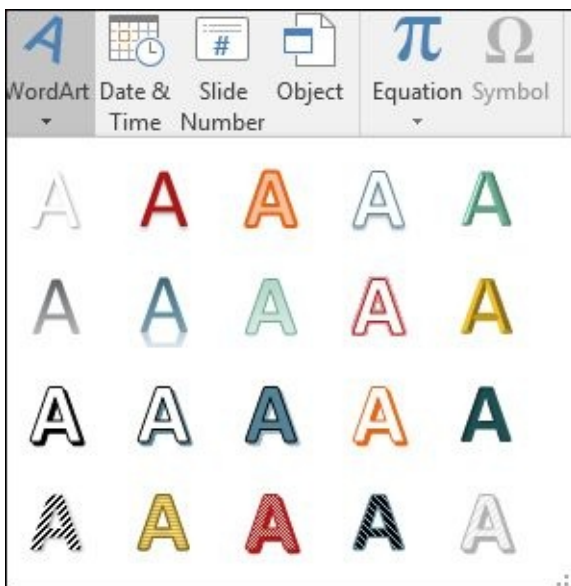 #
π Ω
WordArt Date & Slide Object Equation Symbol
Time Number
A A A A A
A A A A A
A A A A A
A A A A A